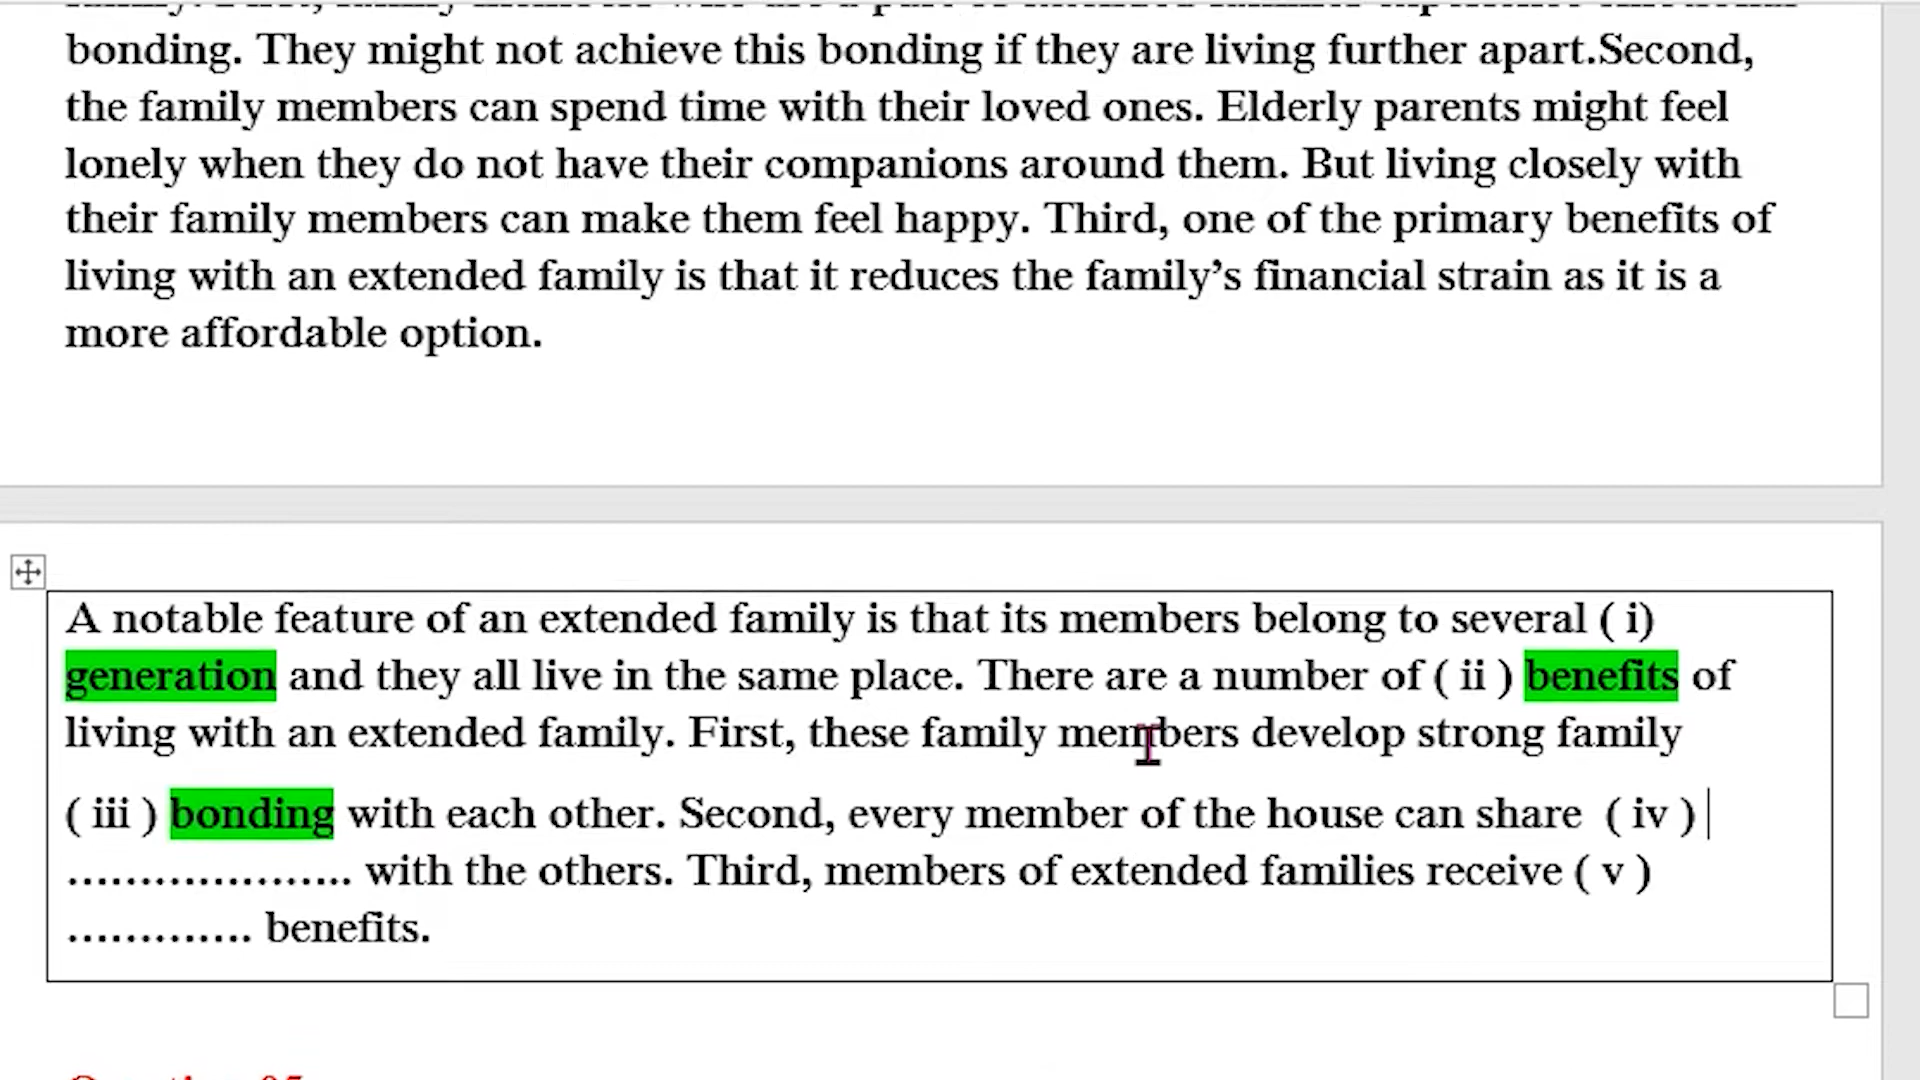 bonding. They might not achieve this bonding if they are living further apart.Second,
the family members can spend time with their loved ones. Elderly parents might feel
lonely when they do not have their companions around them. But living closely with
their family members can make them feel happy. Third, one of the primary benefits of
living with an extended family is that it reduces the family’s financial strain as it is a
more affordable option.
A notable feature of an extended family is that its members belong to several ( i)
generation and they all live in the same place. There are a number of ( ii ) benefits of
living with an extended family. First, these family members develop strong family
( iii ) bonding with each other. Second, every member of the house can share ( iv )
.................... with the others. Third, members of extended families receive ( v )
............. benefits.